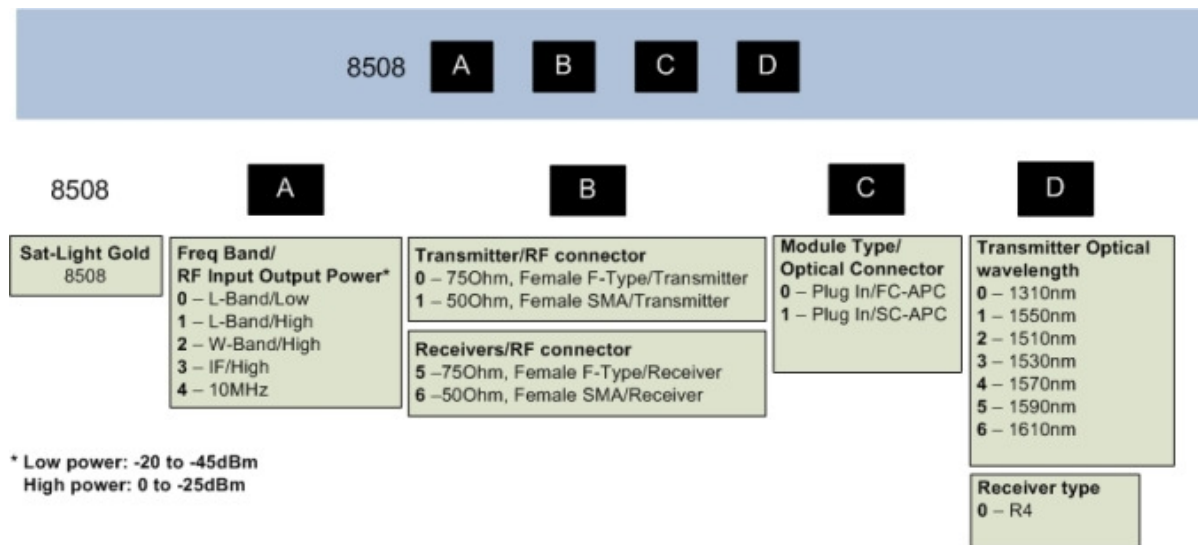 8508 A B C D
8508 A B C D
Sat-Light Gold
8508
Freq Band/
RF Input Output Power*
0 – L-Band/Low
1 – L-Band/High
2 – W-Band/High
3 – IF/High
4 – 10MHz
Transmitter/RF connector
0 – 75Ohm, Female F-Type/Transmitter
1 – 50Ohm, Female SMA/Transmitter
Receivers/RF connector
5 –75Ohm, Female F-Type/Receiver
6 –50Ohm, Female SMA/Receiver
Module Type/
Optical Connector
0 – Plug In/FC-APC
1 – Plug In/SC-APC
Transmitter Optical
wavelength
0 – 1310nm
1 – 1550nm
2 – 1510nm
3 – 1530nm
4 – 1570nm
5 – 1590nm
6 – 1610nm
Receiver type
0 – R4
* Low power: -20 to -45dBm
High power: 0 to -25dBm